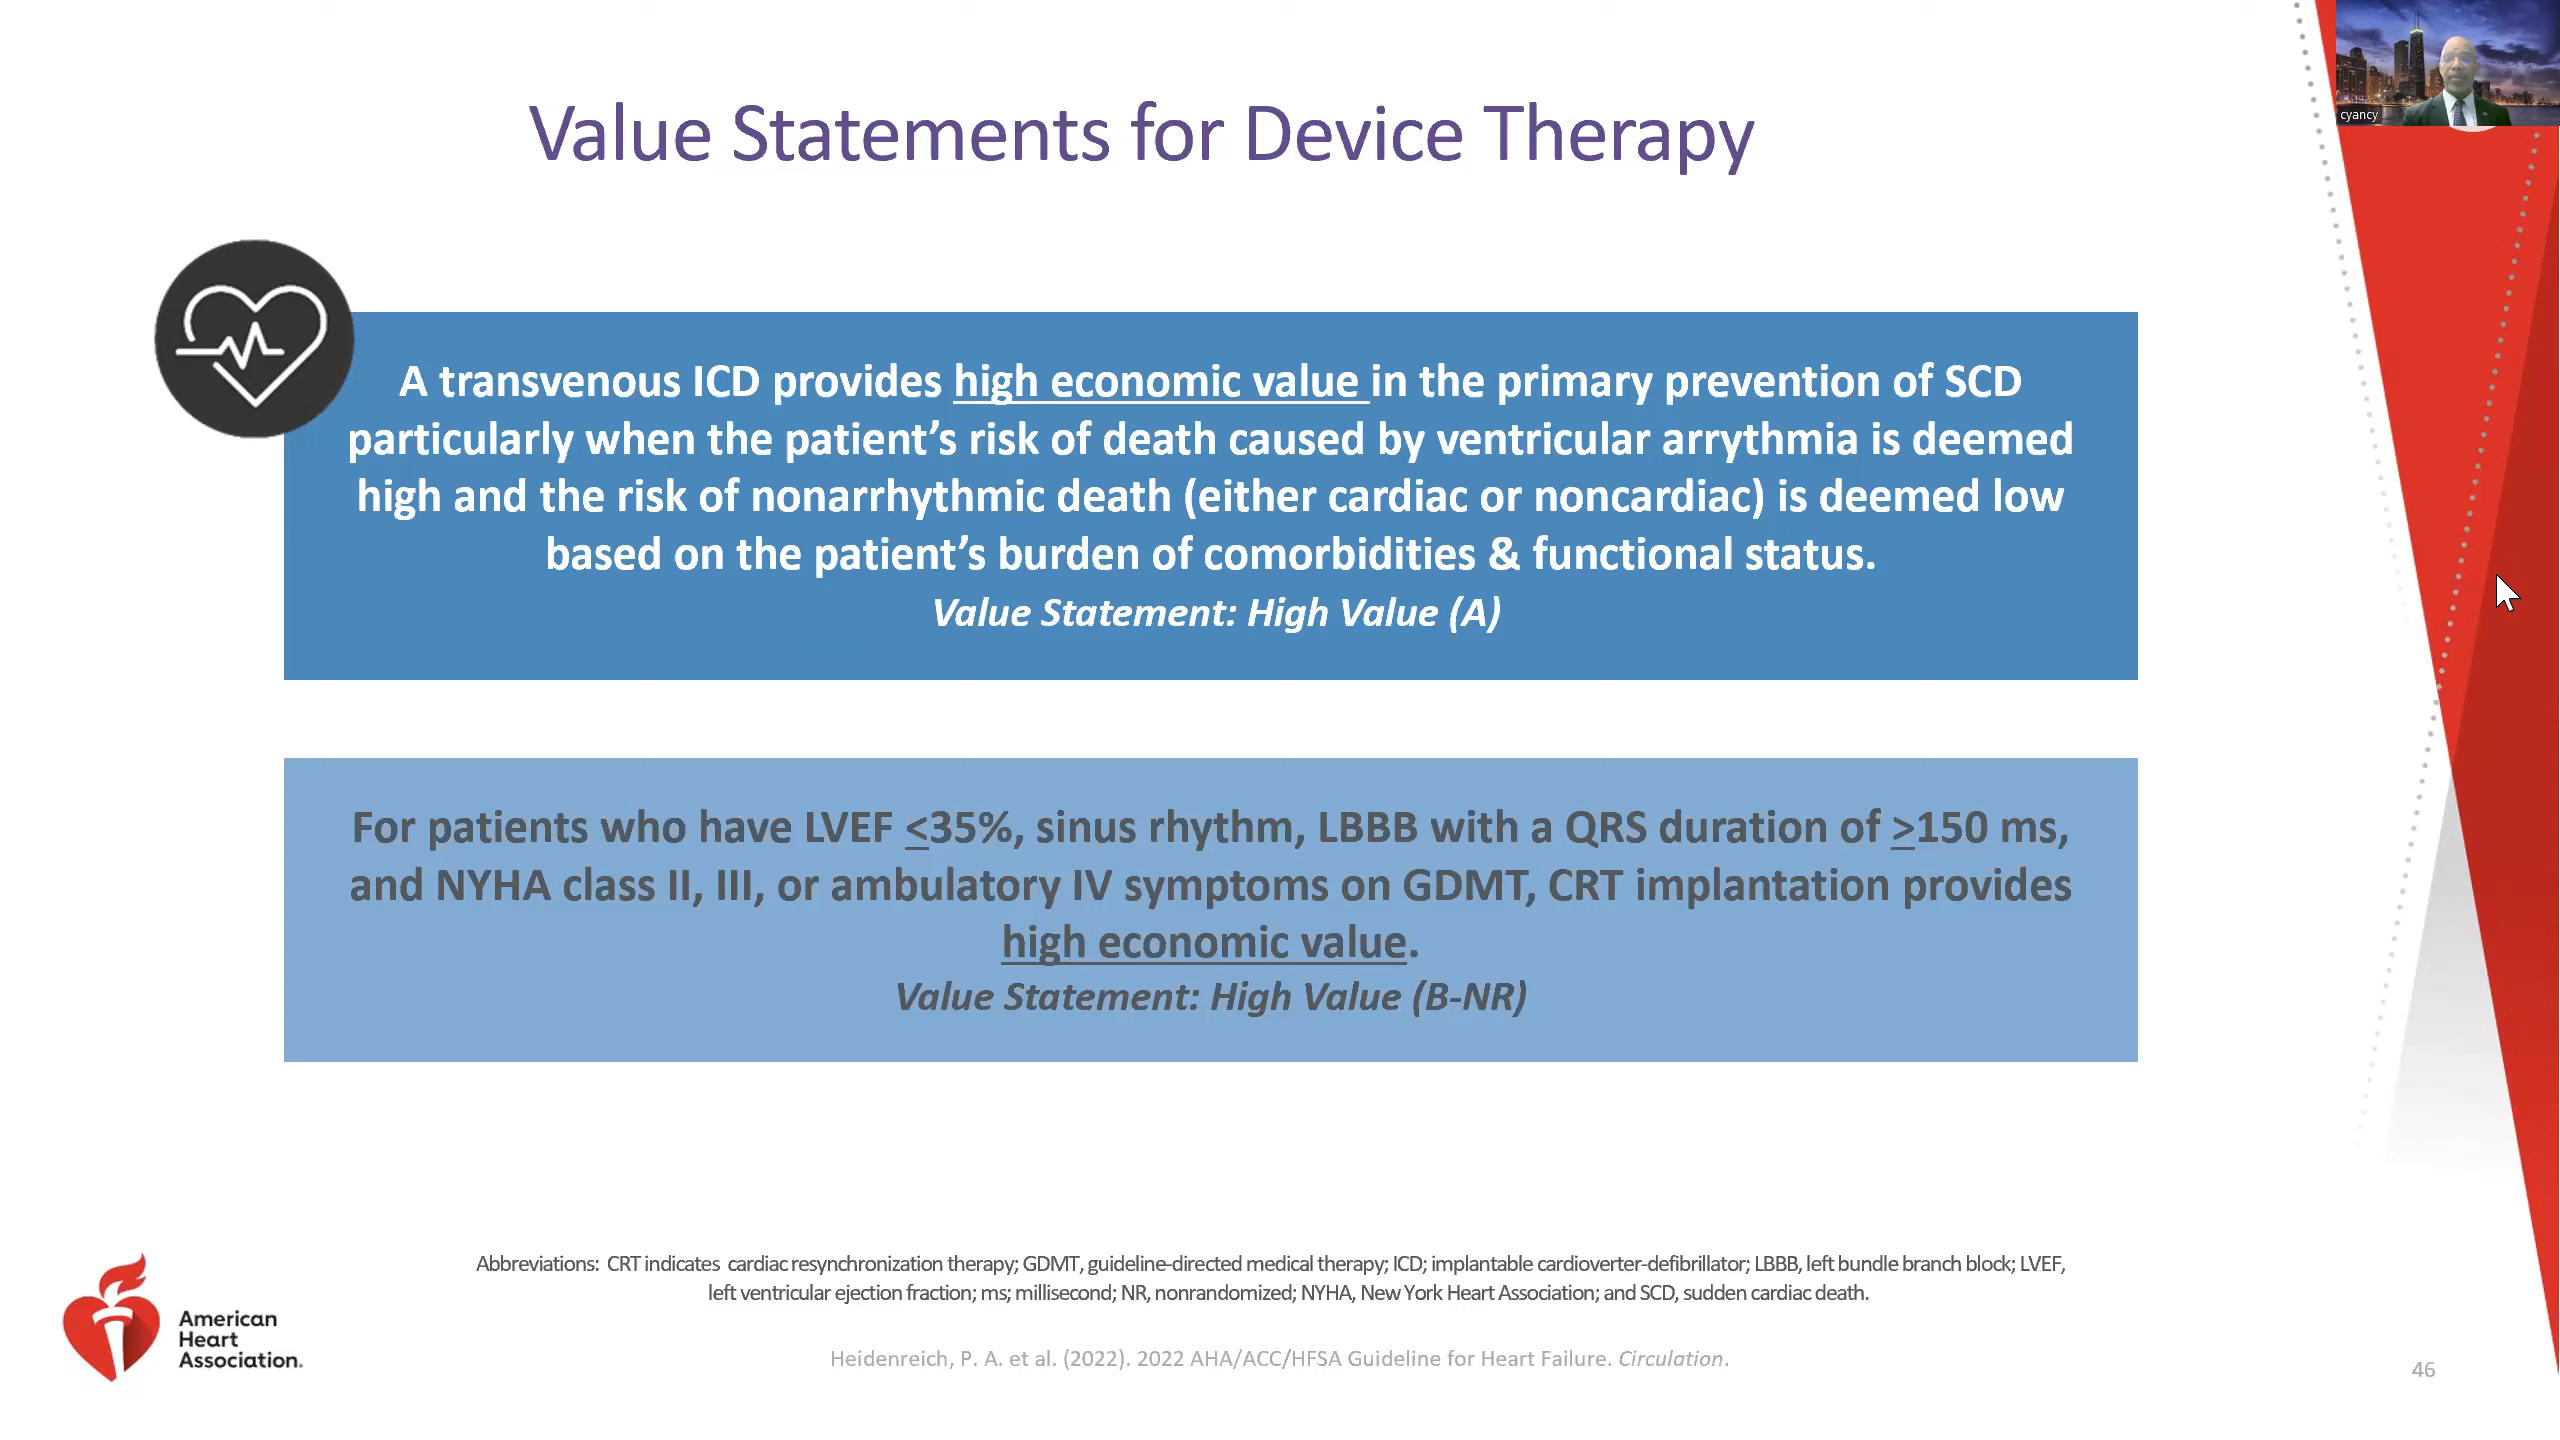 cyancy
Value Statements for Device Therapy
A transvenous ICD provides high economic value in the primary prevention of SCD
particularly when the patient’s risk of death caused by ventricular arrythmia is deemed
high and the risk of nonarrhythmic death (either cardiac or noncardiac) is deemed low
based on the patient’s burden of comorbidities & functional status.
Value Statement: High Value (A)
For patients who have LVEF <35%, sinus rhythm, LBBB with a QRS duration of >150 ms,
and NYHA class II, III, or ambulatory IV symptoms on GDMT, CRT implantation provides
high economic value.
Value Statement: High Value (B-NR)
Abbreviations: CRT indicates cardiac resynchronization therapy; GDMT, guideline-directed medical therapy; ICD; implantable cardioverter-defibrillator; LBBB, left bundle branch block; LVEF,
left ventricular ejection fraction; ms; millisecond; NR, nonrandomized; NYHA, New York Heart Association; and SCD, sudden cardiac death.
American
Heart
Association.
Heidenreich, P. A. et al. (2022). 2022 AHA/ACC/HFSA Guideline for Heart Failure. Circulation.
46